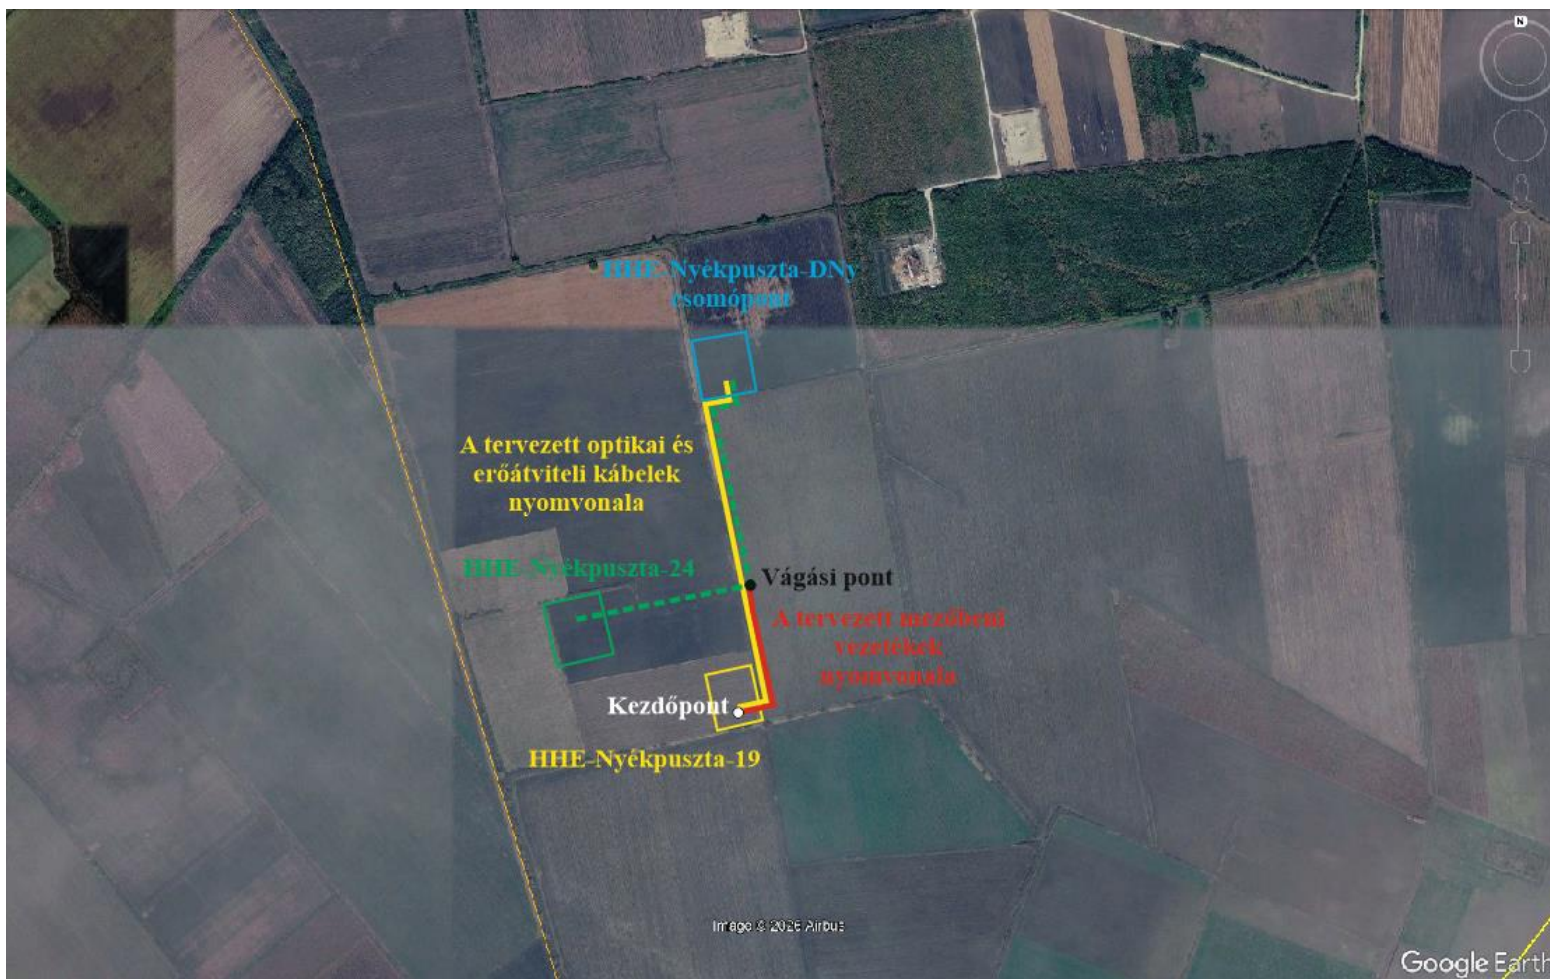 N
HHE-Nyékpuszta-DNy
csomópont
A tervezett optikai és
erőátviteli kábelek
nyomvonala
HHE-Nyékpuszta-24
Vágási pont
A tervezett mezőbeni
vezetékek
nyomvonala
Kezdőpont
HHE-Nyékpuszta-19
Image © 2026 Airbus
Google Earth